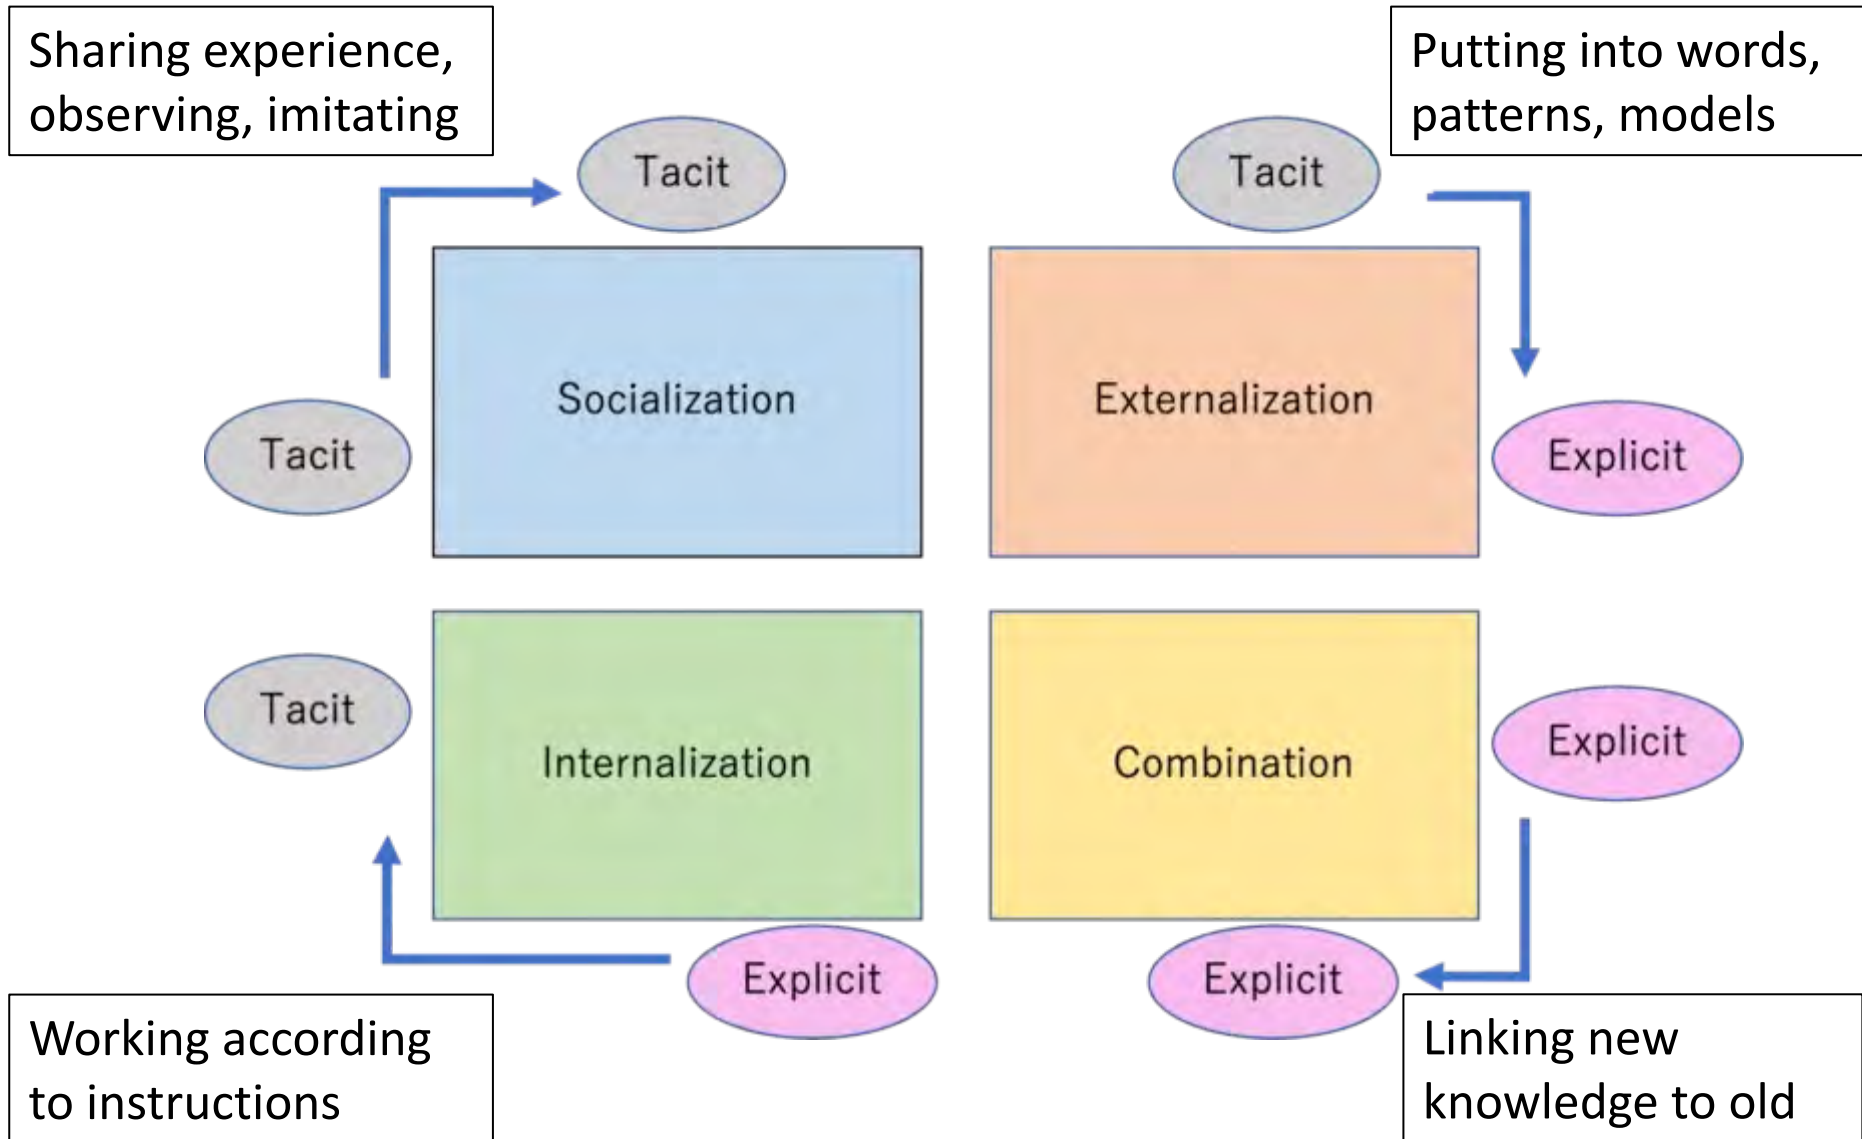 Sharing experience,
observing, imitating
Putting into words,
patterns, models
Tacit
Tacit
Socialization
Externalization
Tacit
Explicit
Tacit
Internalization
Combination
Explicit
Explicit
Explicit
Working according
to instructions
Linking new
knowledge to old